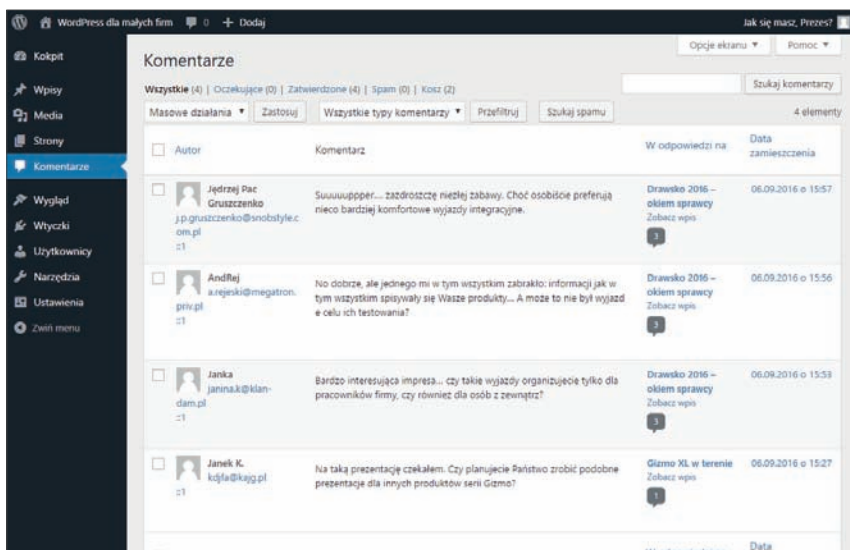 WordPress dla małych firm 0 + Dodaj Jak się masz, Prezes?
Kokpit
Wpisy
Media
Strony
Komentarze
Wygląd
Wtyczki
Użytkownicy
Narzędzia
Ustawienia
Zwiń menu
Opcje ekranu ▼ Pomoc ▼
Komentarze
Wszystkie (4) | Oczekujące (0) | Zatwierdzone (4) | Spam (0) | Kosz (2)
Szukaj komentarzy
Masowe działania ▼ Zastosuj Wszystkie typy komentarzy ▼ Przefiltruj Szukaj spamu 4 elementy
Autor Komentarz W odpowiedzi na Data
zamieszczenia
Jędrzej Pac
Gruszczenko
j.p.gruszczenko@snobstyle.c
om.pl
::1
Suuuuuppper.... zazdroszczę niezłej zabawy. Choć osobiście preferują
nieco bardziej komfortowe wyjazdy integracyjne.
Drawsko 2016 –
okiem sprawcy
Zobacz wpis
3
06.09.2016 o 15:57
AndRej
a.rejeski@megatron.
priv.pl
::1
No dobrze, ale jednego mi w tym wszystkim zabrakło: informacji jak w
tym wszystkim spisywały się Wasze produkty... A może to nie był wyjazd
e celu ich testowania?
Drawsko 2016 –
okiem sprawcy
Zobacz wpis
3
06.09.2016 o 15:56
Janka
janina.k@klan-
dam.pl
::1
Bardzo interesująca impresa... czy takie wyjazdy organizujecie tylko dla
pracowników firmy, czy również dla osób z zewnątrz?
Drawsko 2016 –
okiem sprawcy
Zobacz wpis
3
06.09.2016 o 15:53
Janek K.
kdjfa@kajg.pl
::1
Na taką prezentację czekałem. Czy planujecie Państwo zrobić podobne
prezentacje dla innych produktów serii Gizmo?
Gizmo XL w terenie
Zobacz wpis
1
06.09.2016 o 15:27
Data